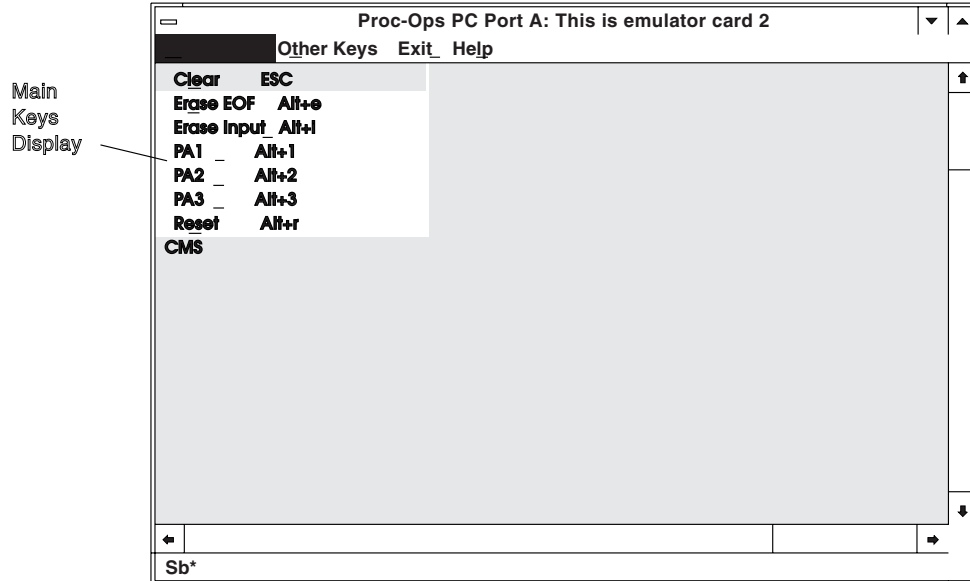 Proc-Ops PC Port A: This is emulator card 2
Other Keys Exit Help
Main
Keys
Display
Clear ESC
Erase EOF Alt+e
Erase Input Alt+I
PA1 Alt+1
PA2 Alt+2
PA3 Alt+3
Reset Alt+r
CMS
Sb*